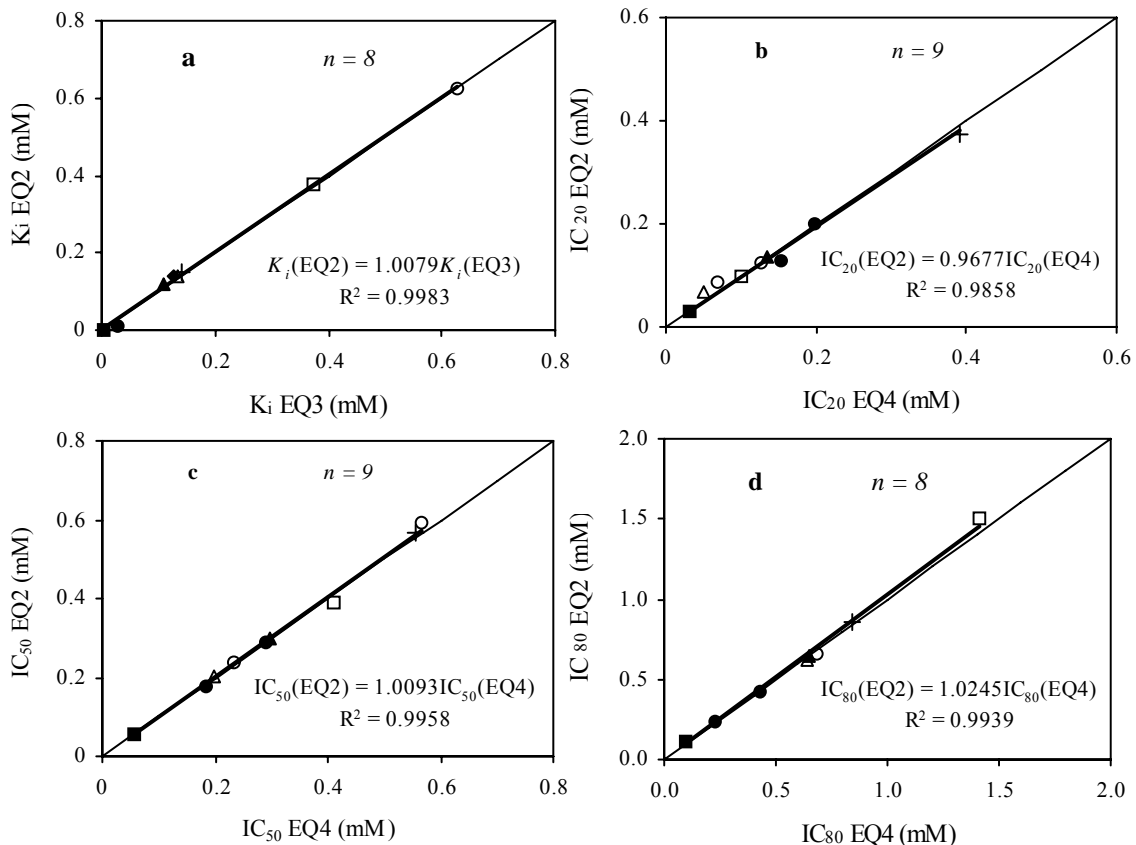 0.8
a
n = 8
0.6
0.4
0.2
0
K_i(EQ2) = 1.0079K_i(EQ3)
R² = 0.9983
0 0.2 0.4 0.6 0.8
K_i EQ3 (mM)
K_i EQ2 (mM)
0.6
b
n = 9
0.4
0.2
0
IC₂₀(EQ2) = 0.9677IC₂₀(EQ4)
R² = 0.9858
0 0.2 0.4 0.6
IC₂₀ EQ4 (mM)
IC₂₀ EQ2 (mM)
0.8
c
n = 9
0.6
0.4
0.2
0
IC₅₀(EQ2) = 1.0093IC₅₀(EQ4)
R² = 0.9958
0 0.2 0.4 0.6 0.8
IC₅₀ EQ4 (mM)
IC₅₀ EQ2 (mM)
2.0
d
n = 8
1.5
1.0
0.5
0.0
IC₈₀(EQ2) = 1.0245IC₈₀(EQ4)
R² = 0.9939
0.0 0.5 1.0 1.5 2.0
IC₈₀ EQ4 (mM)
IC₈₀ EQ2 (mM)